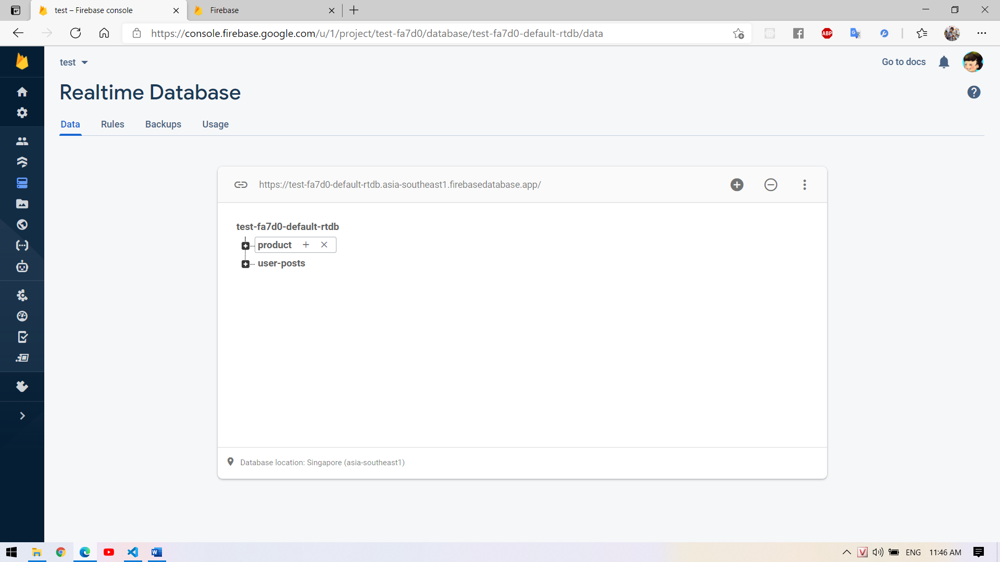 test – Firebase console
Firebase
https://console.firebase.google.com/u/1/project/test-fa7d0/database/test-fa7d0-default-rtdb/data
ABP
test
Go to docs
Realtime Database
Data
Rules
Backups
Usage
https://test-fa7d0-default-rtdb.asia-southeast1.firebasedatabase.app/
test-fa7d0-default-rtdb
product
user-posts
Database location: Singapore (asia-southeast1)
ENG
11:46 AM